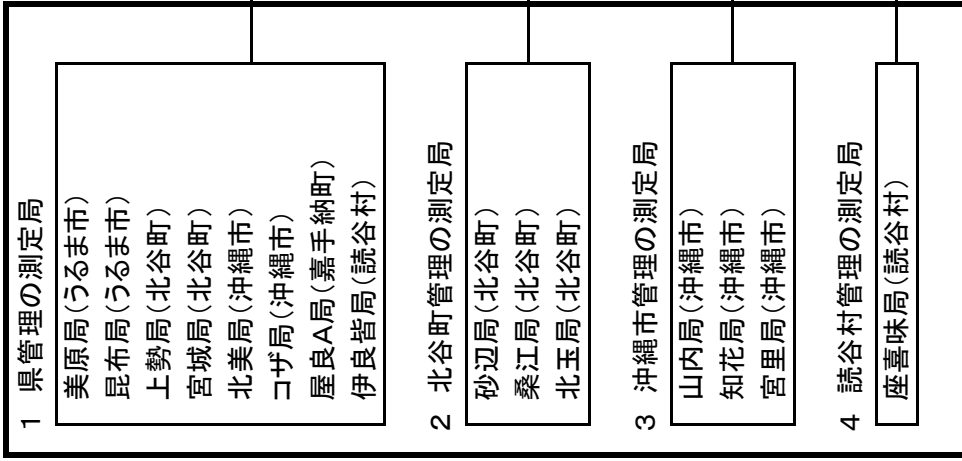 1 県管理の測定局
美原局(うるま市)
昆布局(うるま市)
上勢局(北谷町)
宮城局(北谷町)
北美局(沖縄市)
コザ局(沖縄市)
屋良A局(嘉手納町)
伊良皆局(読谷村)
2 北谷町管理の測定局
砂辺局(北谷町)
桑江局(北谷町)
北玉局(北谷町)
3 沖縄市管理の測定局
山内局(沖縄市)
知花局(沖縄市)
宮里局(沖縄市)
4 読谷村管理の測定局
座喜味局(読谷村)